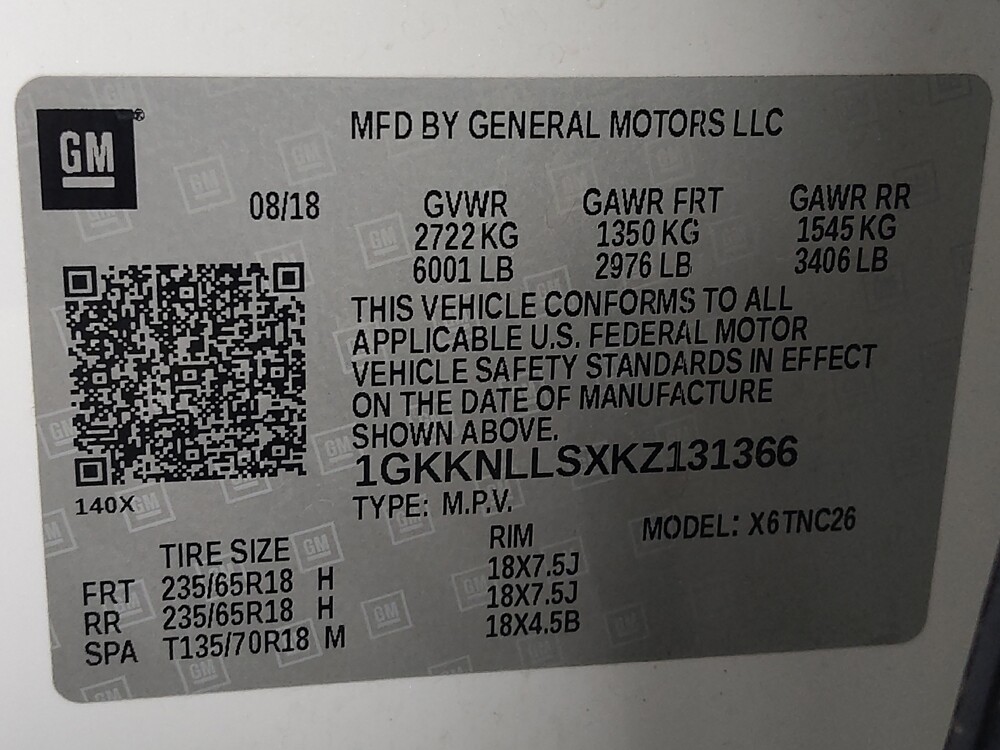 GM
MFD BY GENERAL MOTORS LLC
08/18 GVWR GAWR FRT GAWR RR
2722 KG 1350 KG 1545 KG
6001 LB 2976 LB 3406 LB
THIS VEHICLE CONFORMS TO ALL
APPLICABLE U.S. FEDERAL MOTOR
VEHICLE SAFETY STANDARDS IN EFFECT
ON THE DATE OF MANUFACTURE
SHOWN ABOVE.
1GKKNLLSXKZ131366
140X
TYPE: M.P.V.
MODEL: X6TNC26
TIRE SIZE RIM
FRT 235/65R18 H 18X7.5J
RR 235/65R18 H 18X7.5J
SPA T135/70R18 M 18X4.5B